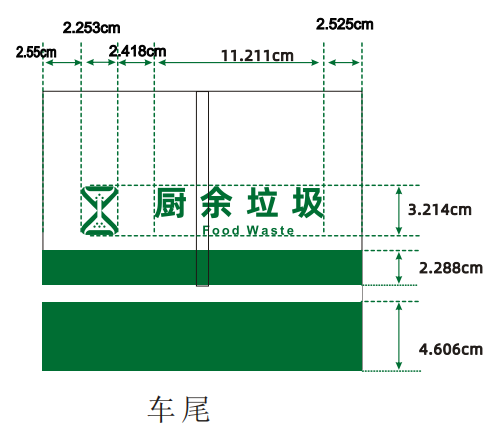 2.253cm
2.525cm
2.55cm
2.418cm
11.211cm
厨余垃圾
3.214cm
Food Waste
2.288cm
4.606cm
车尾